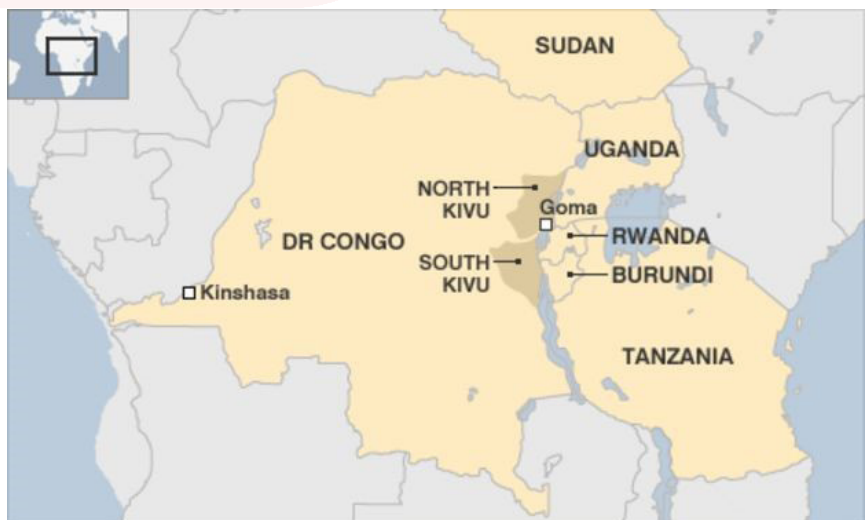 SUDAN
UGANDA
NORTH
KIVU
Goma
DR CONGO
RWANDA
SOUTH
KIVU
BURUNDI
Kinshasa
TANZANIA